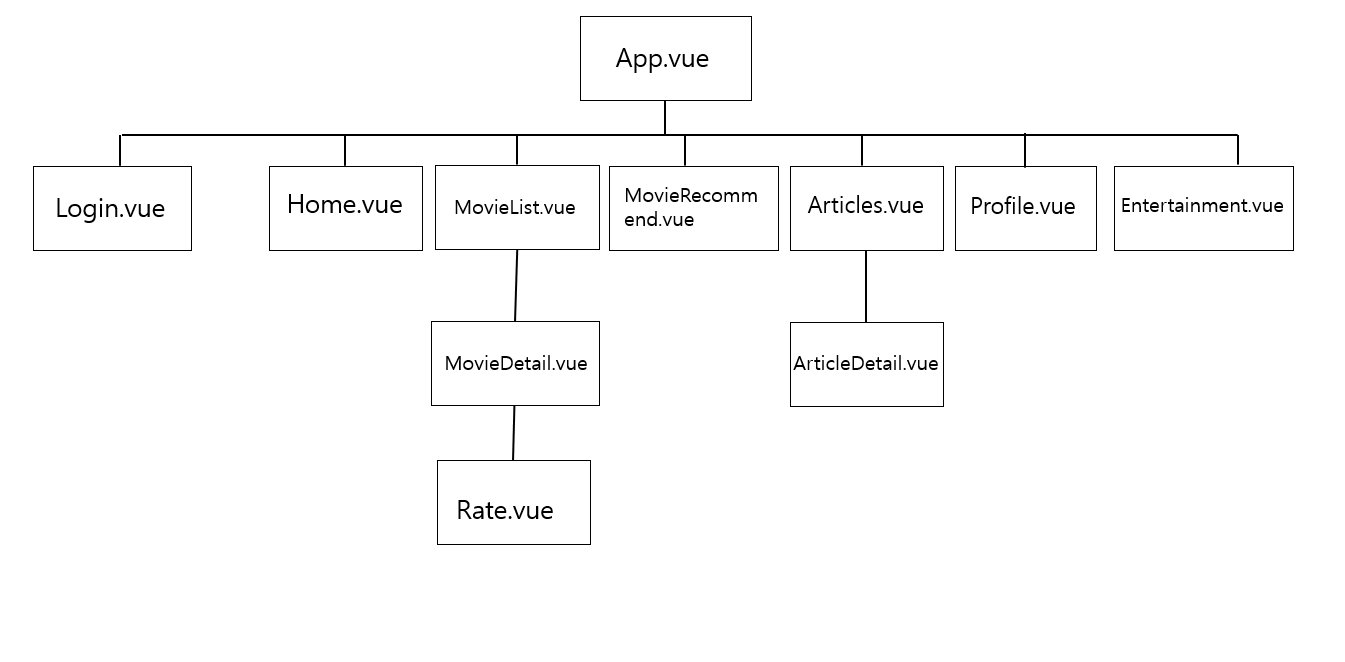 App.vue
Login.vue
Home.vue
MovieList.vue
MovieRecomm
end.vue
Articles.vue
Profile.vue
Entertainment.vue
MovieDetail.vue
ArticleDetail.vue
Rate.vue